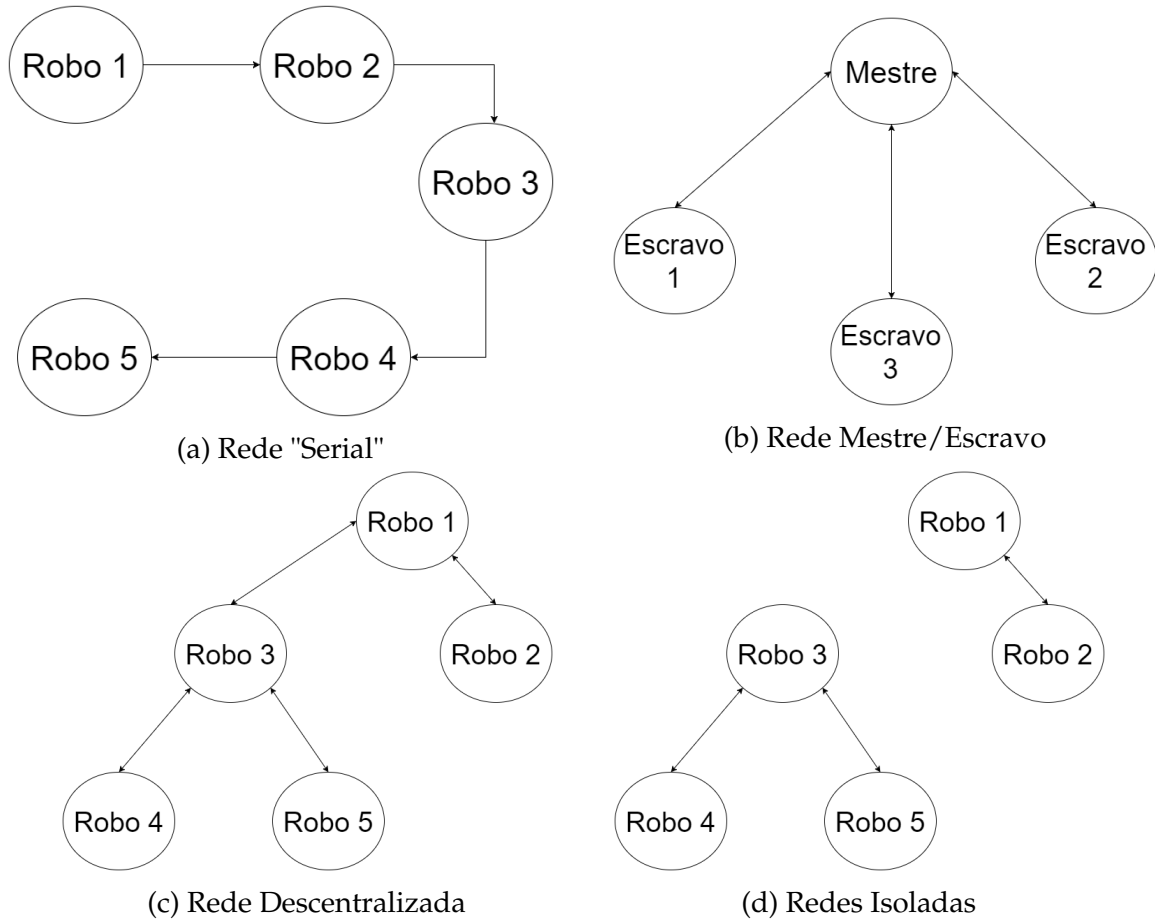 Robo 1
Robo 2
Robo 3
Robo 4
Robo 5
(a) Rede "Serial"
Mestre
Escravo
1
Escravo
2
Escravo
3
(b) Rede Mestre/Escravo
Robo 1
Robo 3
Robo 2
Robo 4
Robo 5
(c) Rede Descentralizada
Robo 1
Robo 3
Robo 2
Robo 4
Robo 5
(d) Redes Isoladas